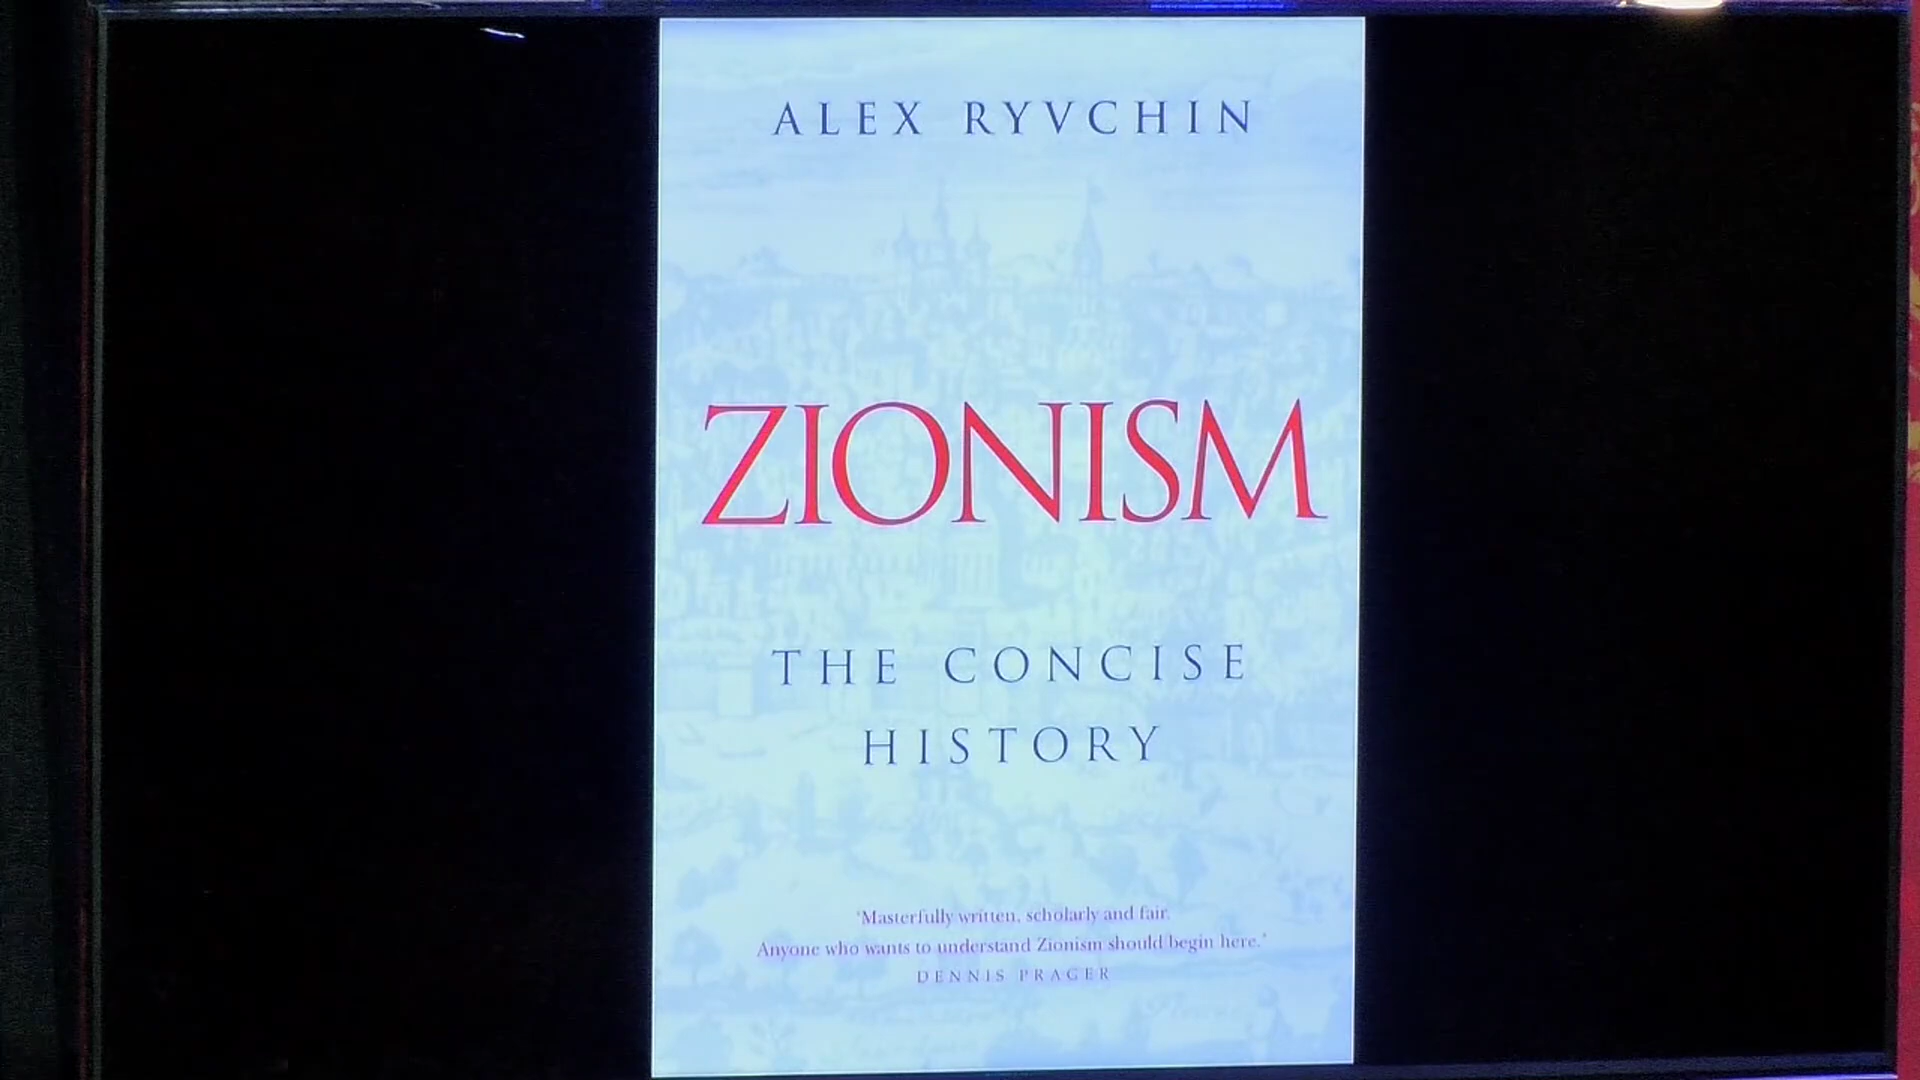 ALEX RYVCHIN
ZIONISM
THE CONCISE
HISTORY
'Masterfully written, scholarly and fair.
Anyone who wants to understand Zionism should begin here.'
DENNIS PRAGER